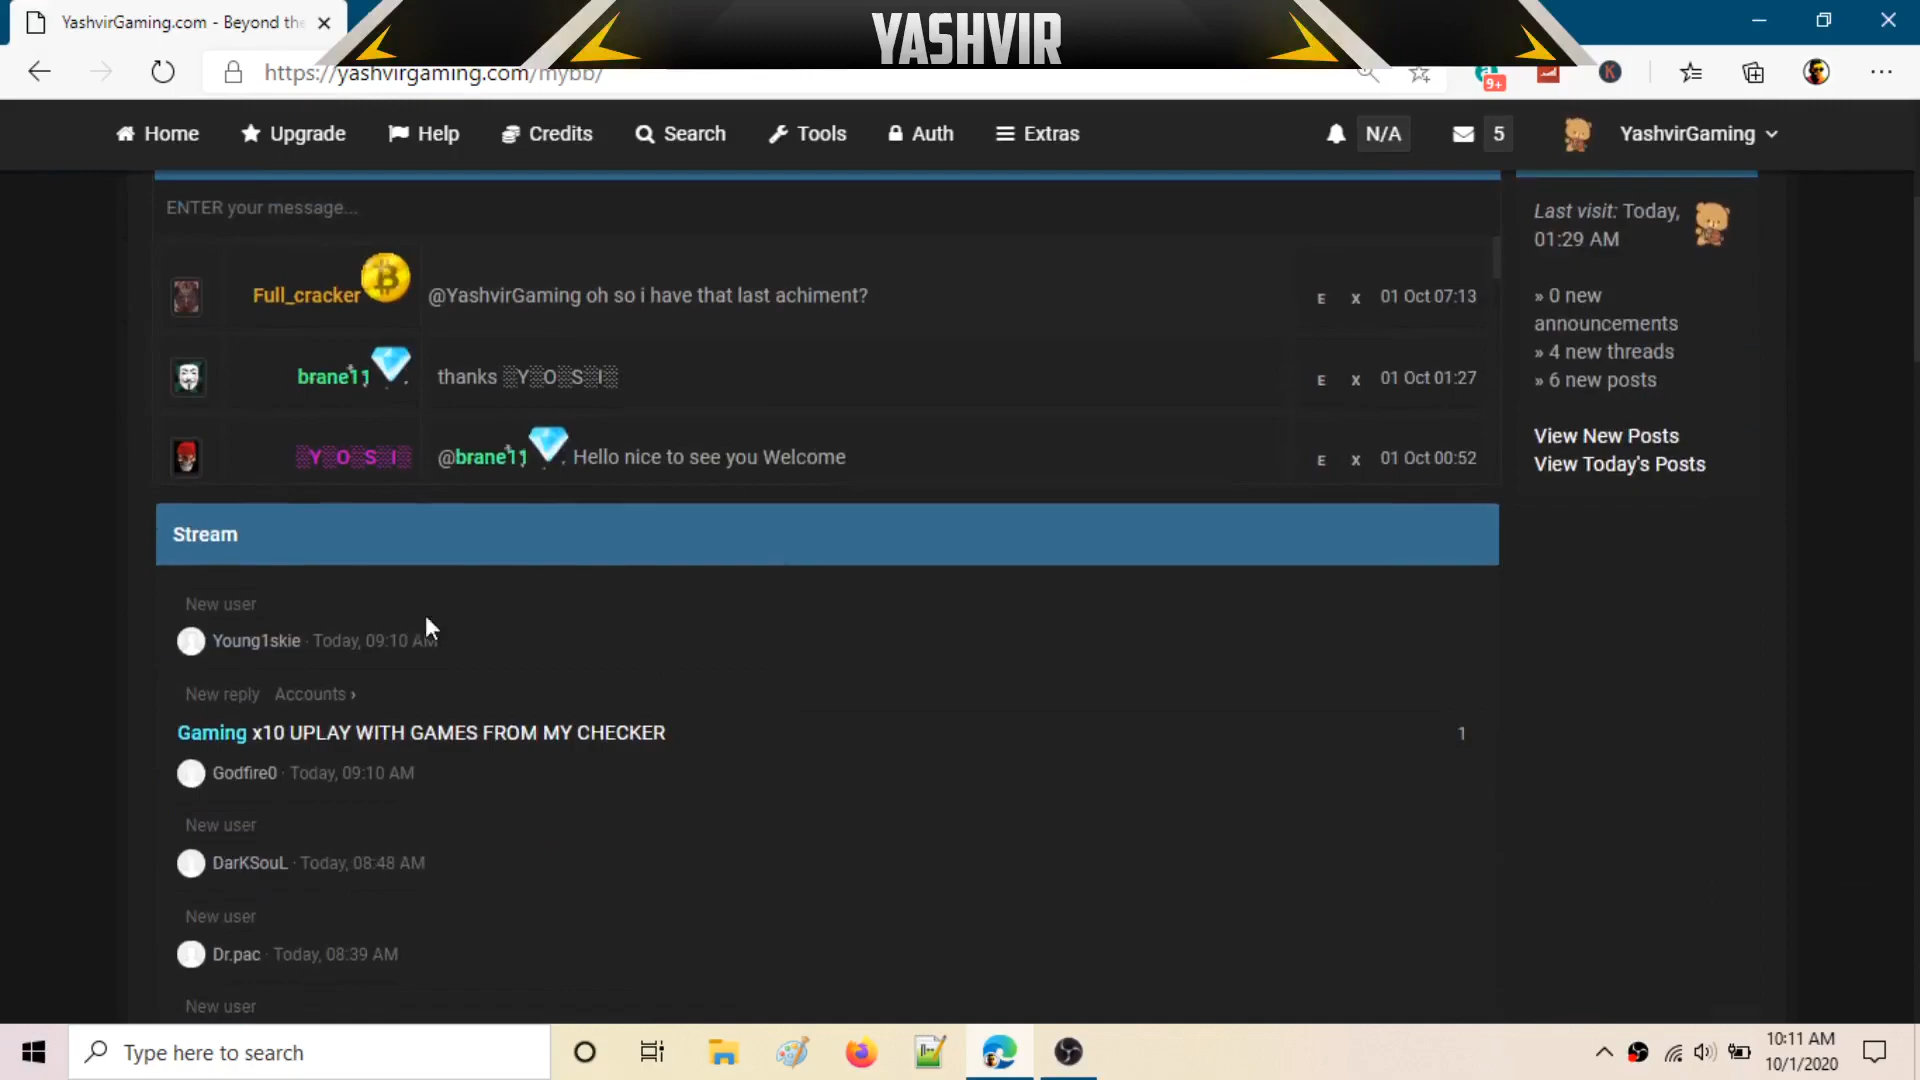 YashvirGaming.com - Beyond the
YASHVIR
https://yashvirgaming.com/mybb/
9+
K
Home
Upgrade
Help
Credits
Search
Tools
Auth
Extras
N/A
5
YashvirGaming
ENTER your message...
Full_cracker
@YashvirGaming oh so i have that last achiment?
E X 01 Oct 07:13
brane11
thanks ░Y░O░S░I░
E X 01 Oct 01:27
░Y░O░S░I░
@brane11 Hello nice to see you Welcome
E X 01 Oct 00:52
Last visit: Today,
01:29 AM
» 0 new
announcements
» 4 new threads
» 6 new posts
View New Posts
View Today's Posts
Stream
New user
Young1skie · Today, 09:10 AM
New reply Accounts ›
Gaming x10 UPLAY WITH GAMES FROM MY CHECKER
1
Godfire0 · Today, 09:10 AM
New user
DarKSouL · Today, 08:48 AM
New user
Dr.pac · Today, 08:39 AM
New user
Type here to search
10:11 AM
10/1/2020